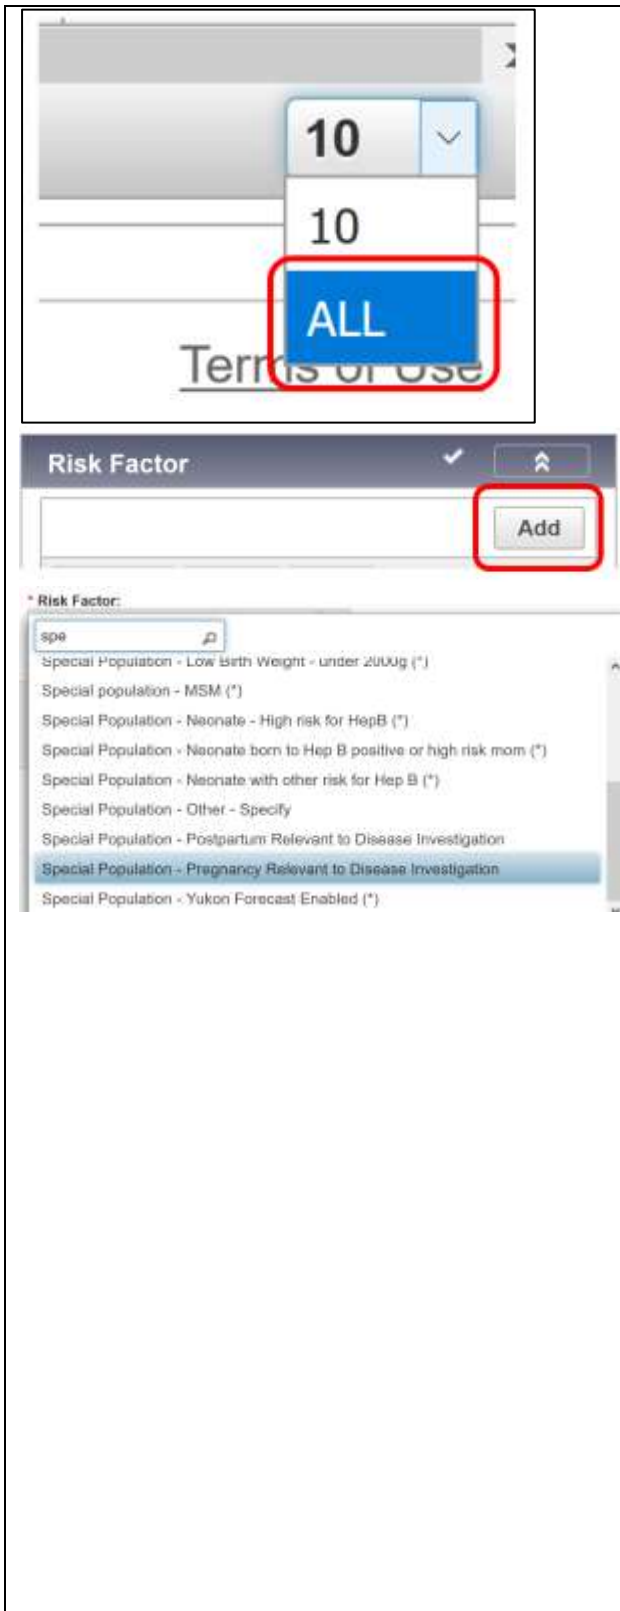 10
10
ALL
Terms of Use
Risk Factor
Add
* Risk Factor:
spe
Special Population - Low Birth Weight - under 2000g (*)
Special population - MSM (*)
Special Population - Neonate - High risk for HepB (*)
Special Population - Neonate born to Hep B positive or high risk mom (*)
Special Population - Neonate with other risk for Hep B (*)
Special Population - Other - Specify
Special Population - Postpartum Relevant to Disease Investigation
Special Population - Pregnancy Relevant to Disease Investigation
Special Population - Yukon Forecast Enabled (*)